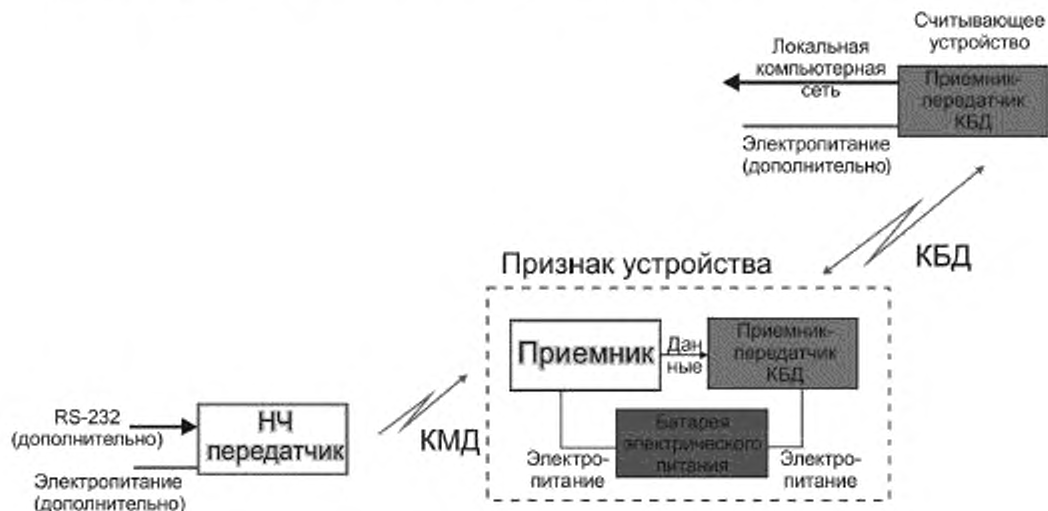 Считывающее
устройство
Локальная
компьютерная
сеть
Приемник-
передатчик
КБД
Электропитание
(дополнительно)
КБД
Признак устройства
Приемник
Дан
ные
Приемник-
передатчик
КБД
RS-232
(дополнительно)
НЧ
передатчик
КМД
Батарея
электрического
питания
Электро-
питание
Электро-
питание
Электропитание
(дополнительно)